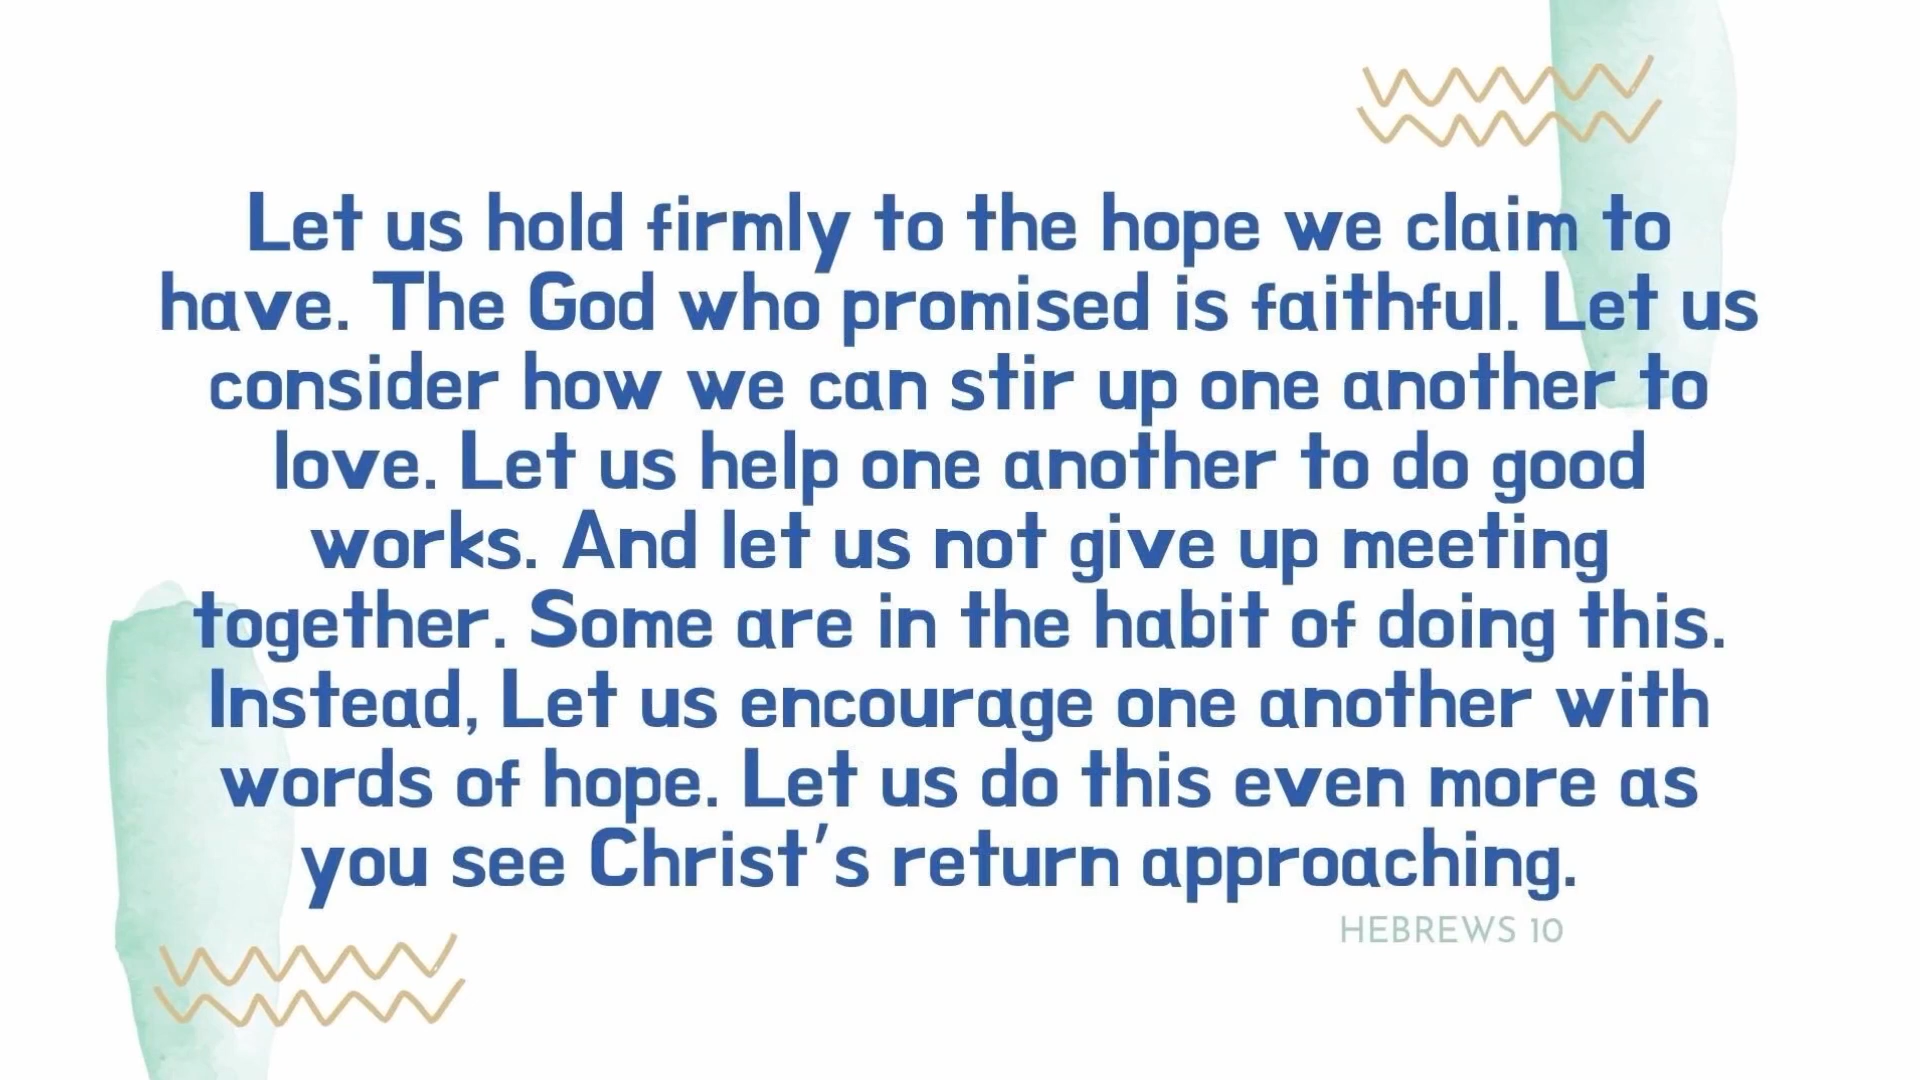 Let us hold firmly to the hope we claim to
have. The God who promised is faithful. Let us
consider how we can stir up one another to
love. Let us help one another to do good
works. And let us not give up meeting
together. Some are in the habit of doing this.
Instead, Let us encourage one another with
words of hope. Let us do this even more as
you see Christ's return approaching.
HEBREWS 10